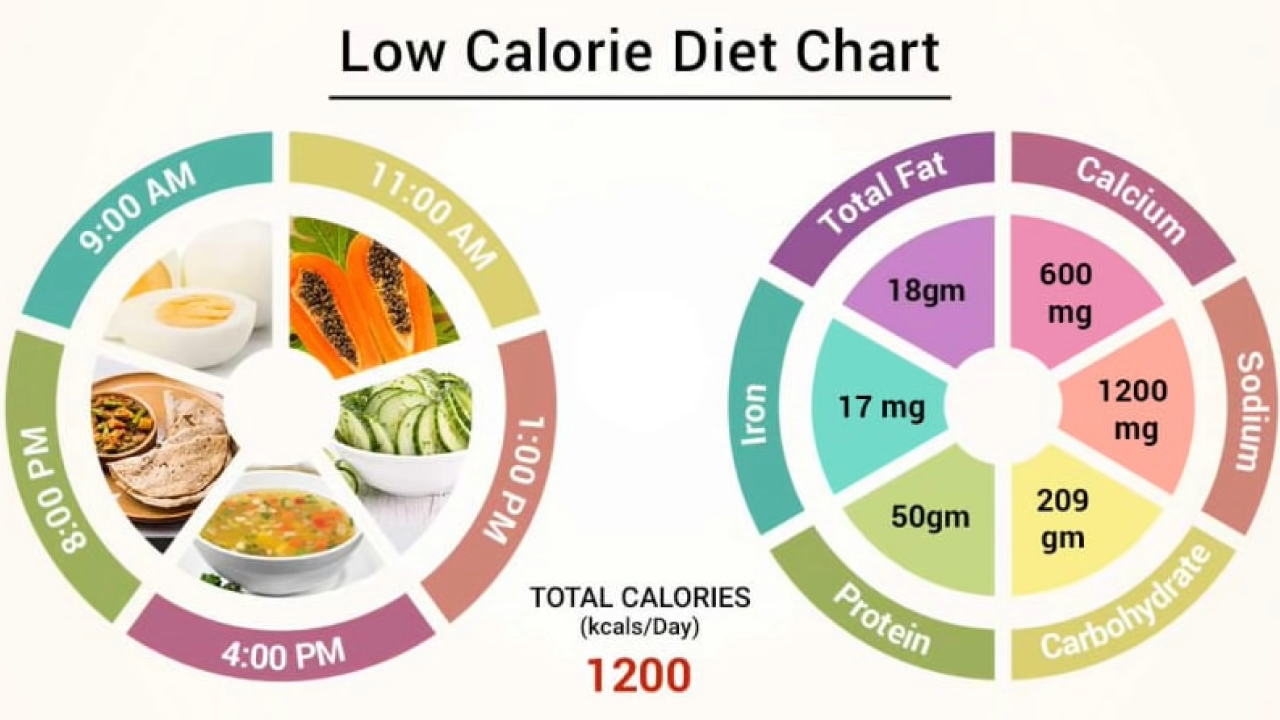 Low Calorie Diet Chart
9:00 AM
11:00 AM
1:00 PM
4:00 PM
8:00 PM
TOTAL CALORIES
(kcals/Day)
1200
Total Fat
18gm
Calcium
600
mg
Sodium
1200
mg
Carbohydrate
209
gm
Protein
50gm
Iron
17 mg